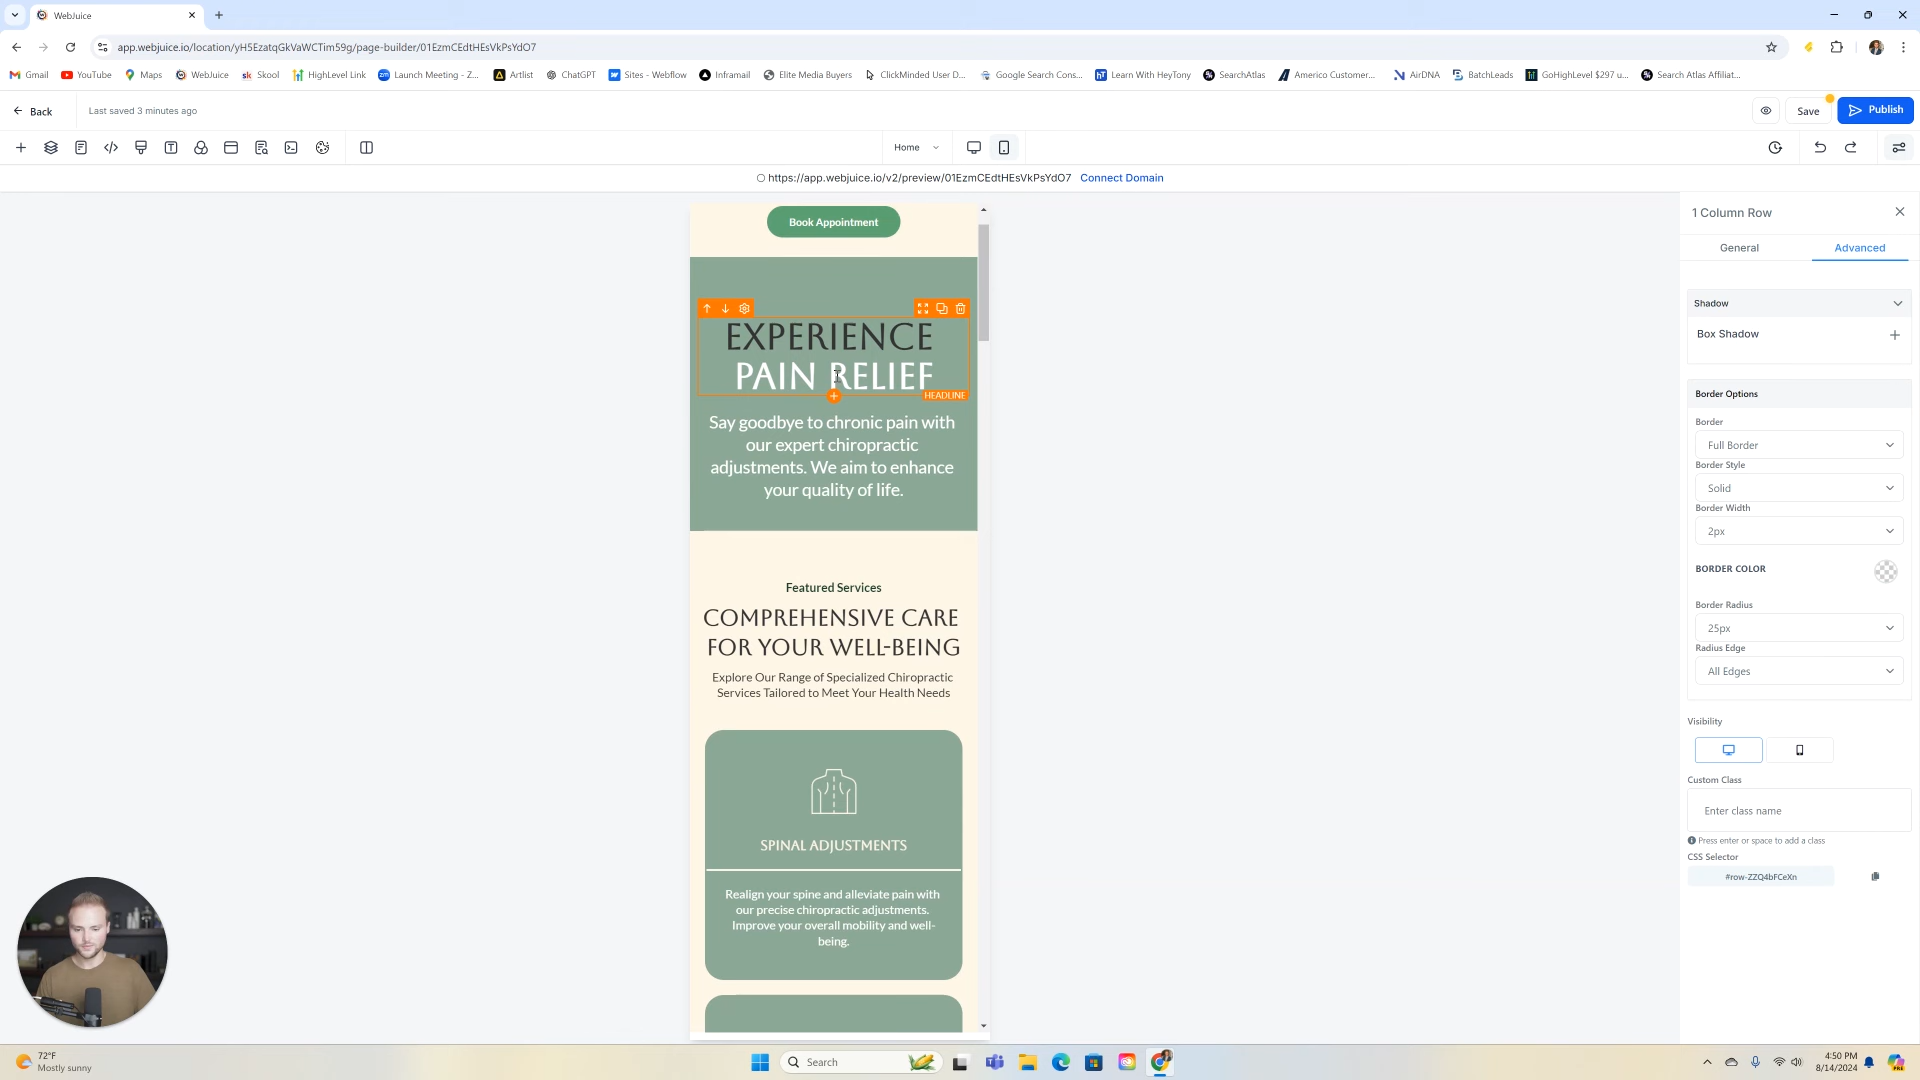 WebJuice
app.webjuice.io/location/yH5EzatqGkVaWCTim59g/page-builder/01EzmCEdtHEsVkPsYdO7
Gmail
YouTube
Maps
WebJuice
Skool
HighLevel Link
Launch Meeting - Z...
Artlist
ChatGPT
Sites - Webflow
Inframail
Elite Media Buyers
ClickMinded User D...
Google Search Cons...
Learn With HeyTony
SearchAtlas
Americo Customer...
AirDNA
BatchLeads
GoHighLevel $297 u...
Search Atlas Affiliat...
Back
Last saved 3 minutes ago
Save
Publish
Home
https://app.webjuice.io/v2/preview/01EzmCEdtHEsVkPsYdO7 Connect Domain
Book Appointment
EXPERIENCE
PAIN RELIEF
HEADLINE
Say goodbye to chronic pain with
our expert chiropractic
adjustments. We aim to enhance
your quality of life.
Featured Services
COMPREHENSIVE CARE
FOR YOUR WELL-BEING
Explore Our Range of Specialized Chiropractic
Services Tailored to Meet Your Health Needs
SPINAL ADJUSTMENTS
Realign your spine and alleviate pain with
our precise chiropractic adjustments.
Improve your overall mobility and well-
being.
1 Column Row
General
Advanced
Shadow
Box Shadow
Border Options
Border
Full Border
Border Style
Solid
Border Width
2px
BORDER COLOR
Border Radius
25px
Radius Edge
All Edges
Visibility
Custom Class
Enter class name
Press enter or space to add a class
CSS Selector
#row-ZZQ4bFCeXn
72°F
Mostly sunny
Search
4:50 PM
8/14/2024